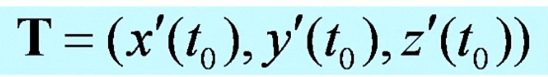 T = (x′(t₀), y′(t₀), z′(t₀))